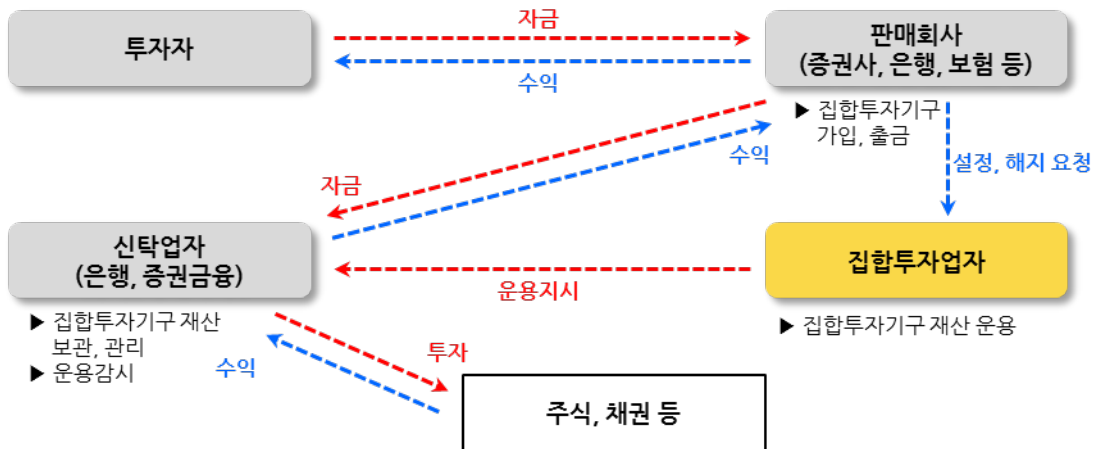 자금
투자자
판매회사
(증권사, 은행, 보험 등)
수익
▶ 집합투자기구
가입, 출금
수익
설정, 해지 요청
자금
신탁업자
(은행, 증권금융)
집합투자업자
운용지시
▶ 집합투자기구 재산
보관, 관리
▶ 운용감시
▶ 집합투자기구 재산 운용
투자
수익
주식, 채권 등